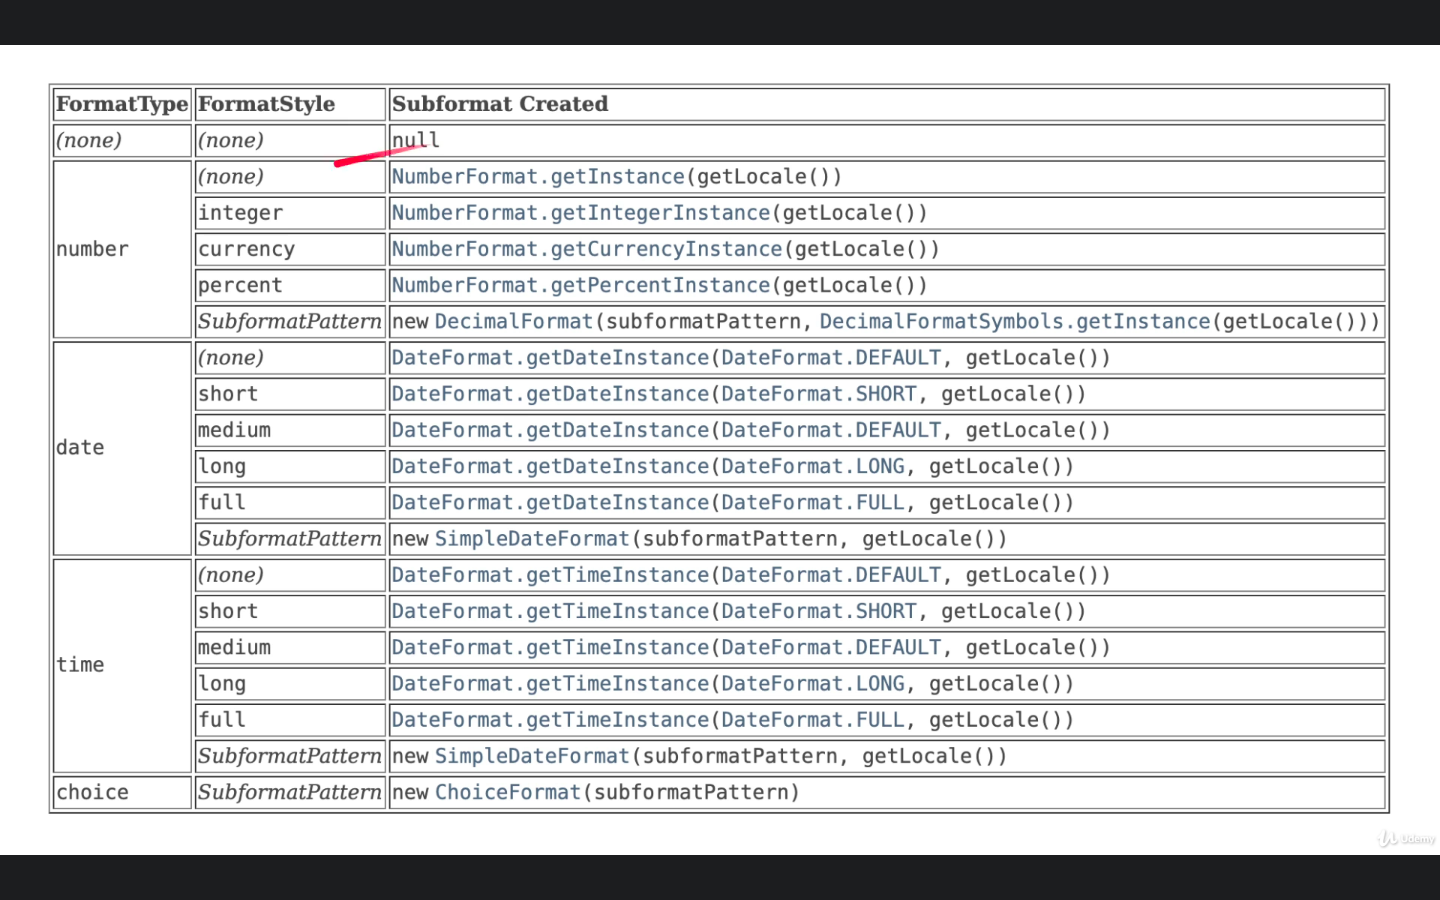 FormatType FormatStyle Subformat Created
(none) (none) null
number (none) NumberFormat.getInstance(getLocale())
integer NumberFormat.getIntegerInstance(getLocale())
currency NumberFormat.getCurrencyInstance(getLocale())
percent NumberFormat.getPercentInstance(getLocale())
SubformatPattern new DecimalFormat(subformatPattern, DecimalFormatSymbols.getInstance(getLocale()))
date (none) DateFormat.getDateInstance(DateFormat.DEFAULT, getLocale())
short DateFormat.getDateInstance(DateFormat.SHORT, getLocale())
medium DateFormat.getDateInstance(DateFormat.DEFAULT, getLocale())
long DateFormat.getDateInstance(DateFormat.LONG, getLocale())
full DateFormat.getDateInstance(DateFormat.FULL, getLocale())
SubformatPattern new SimpleDateFormat(subformatPattern, getLocale())
time (none) DateFormat.getTimeInstance(DateFormat.DEFAULT, getLocale())
short DateFormat.getTimeInstance(DateFormat.SHORT, getLocale())
medium DateFormat.getTimeInstance(DateFormat.DEFAULT, getLocale())
long DateFormat.getTimeInstance(DateFormat.LONG, getLocale())
full DateFormat.getTimeInstance(DateFormat.FULL, getLocale())
SubformatPattern new SimpleDateFormat(subformatPattern, getLocale())
choice SubformatPattern new ChoiceFormat(subformatPattern)
Udemy